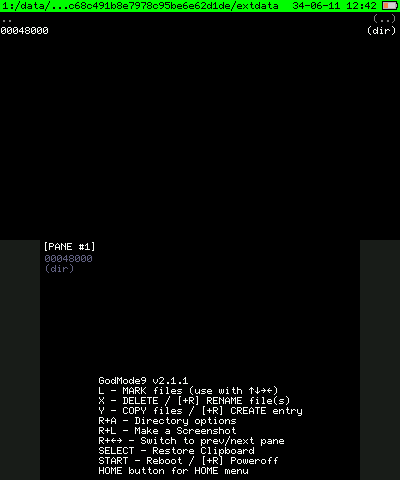 1:/data/...c68c491b8e7978c95be6e62d1de/extdata 34-06-11 12:42
.. (..)
00048000 (dir)
[PANE #1]
00048000
(dir)
GodMode9 v2.1.1
L - MARK files (use with ↑↓→←)
X - DELETE / [+R] RENAME file(s)
Y - COPY files / [+R] CREATE entry
R+A - Directory options
R+L - Make a Screenshot
R+←→ - Switch to prev/next pane
SELECT - Restore Clipboard
START - Reboot / [+R] Poweroff
HOME button for HOME menu